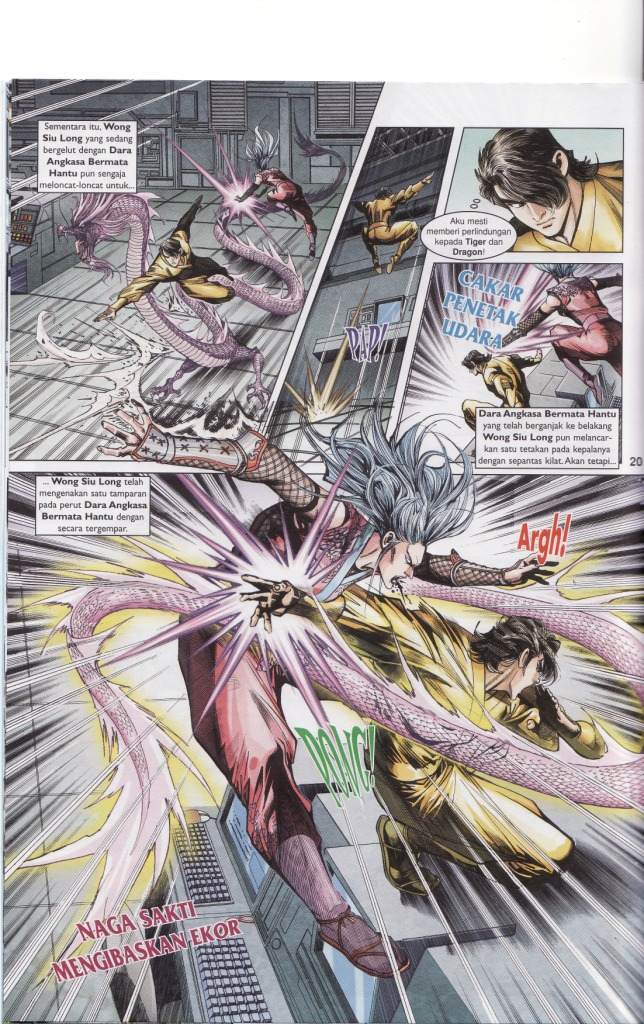 Sementara itu, Wong
Siu Long yang sedang
bergelut dengan Dara
Angkasa Bermata
Hantu pun sengaja
meloncat-loncat untuk...
PAP!
Aku mesti
memberi perlindungan
kepada Tiger dan
Dragon!
CAKAR
PENETAK
UDARA
Dara Angkasa Bermata Hantu
yang telah berganjak ke belakang
Wong Siu Long pun melancar-
kan satu tetakan pada kepalanya
dengan sepantas kilat. Akan tetapi...
20
... Wong Siu Long telah
mengenakan satu tamparan
pada perut Dara Angkasa
Bermata Hantu dengan
secara tergempar.
Argh!
PONG!
NAGA SAKTI
MENGIBASKAN EKOR